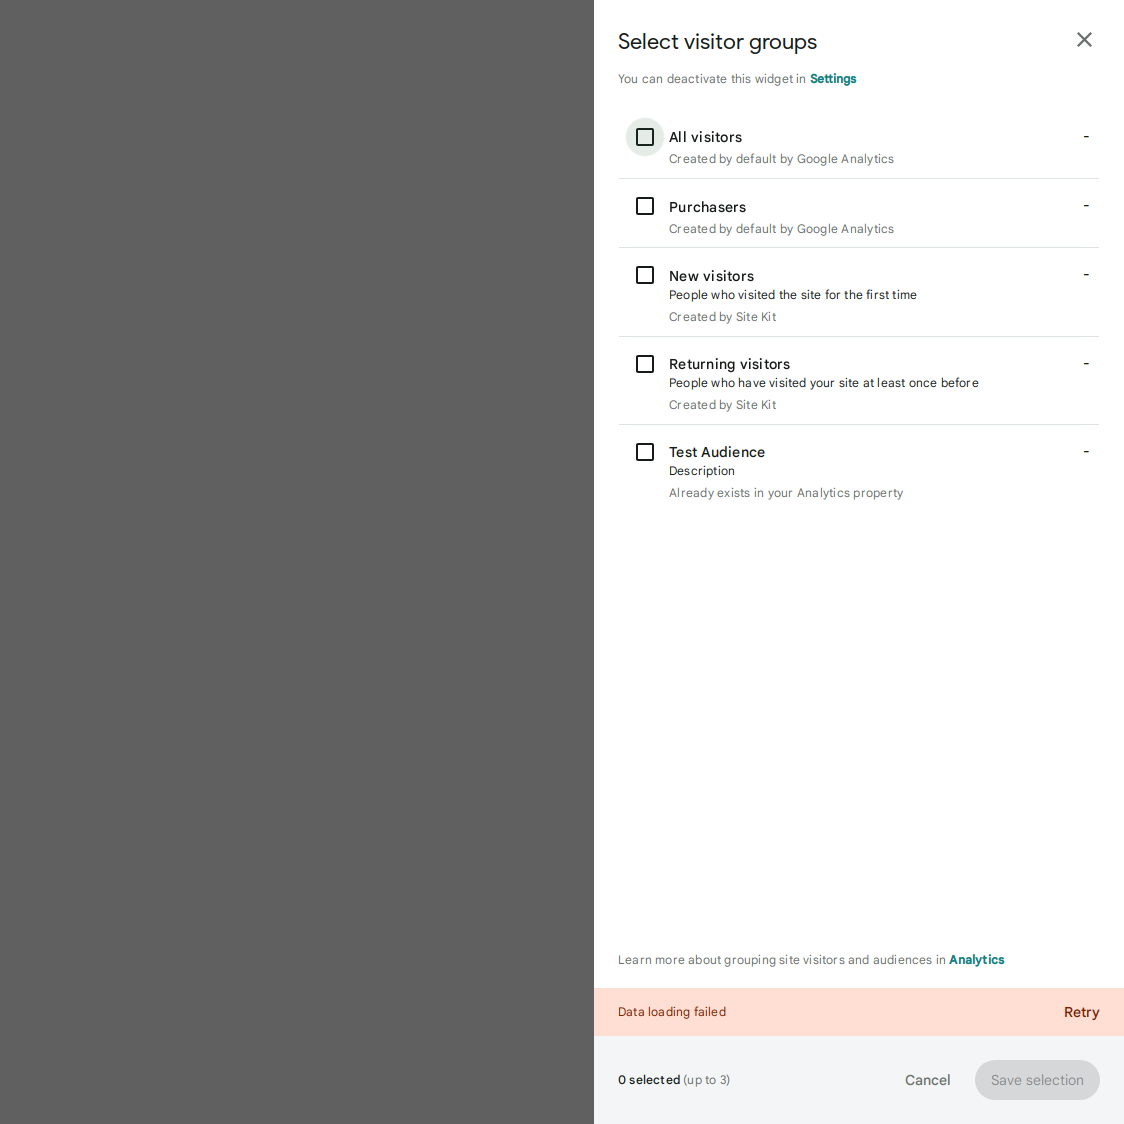 Select visitor groups
You can deactivate this widget in Settings
All visitors -
Created by default by Google Analytics
Purchasers -
Created by default by Google Analytics
New visitors -
People who visited the site for the first time
Created by Site Kit
Returning visitors -
People who have visited your site at least once before
Created by Site Kit
Test Audience -
Description
Already exists in your Analytics property
Learn more about grouping site visitors and audiences in Analytics
Data loading failed Retry
0 selected (up to 3) Cancel Save selection